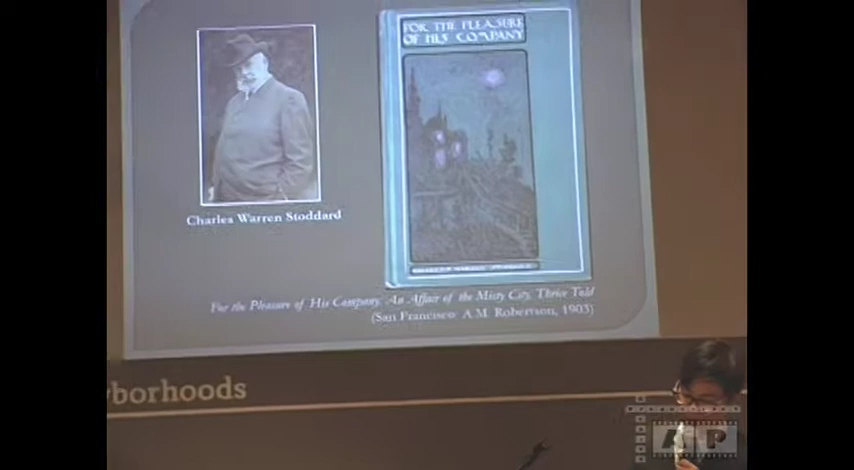 FOR THE PLEASURE
OF HIS COMPANY
Charles Warren Stoddard
For the Pleasure of His Company: An Affair of the Misty City, Thrice Told
(San Francisco: A.M. Robertson, 1903)
borhoods
AP